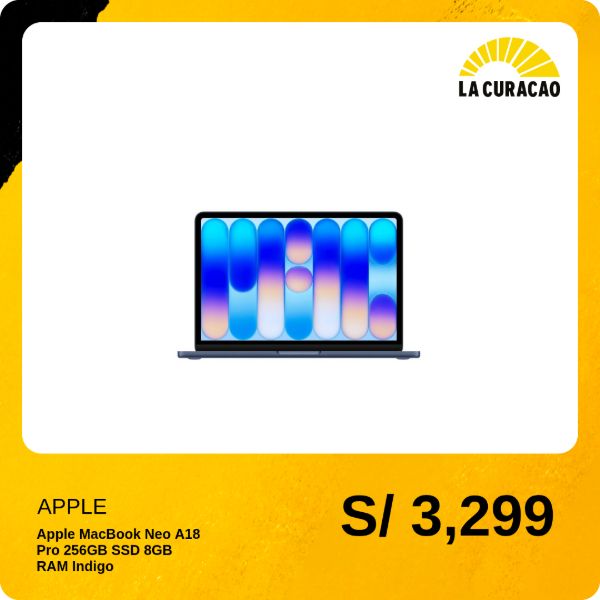 LA CURACAO
APPLE
Apple MacBook Neo A18
Pro 256GB SSD 8GB
RAM Indigo
S/ 3,299